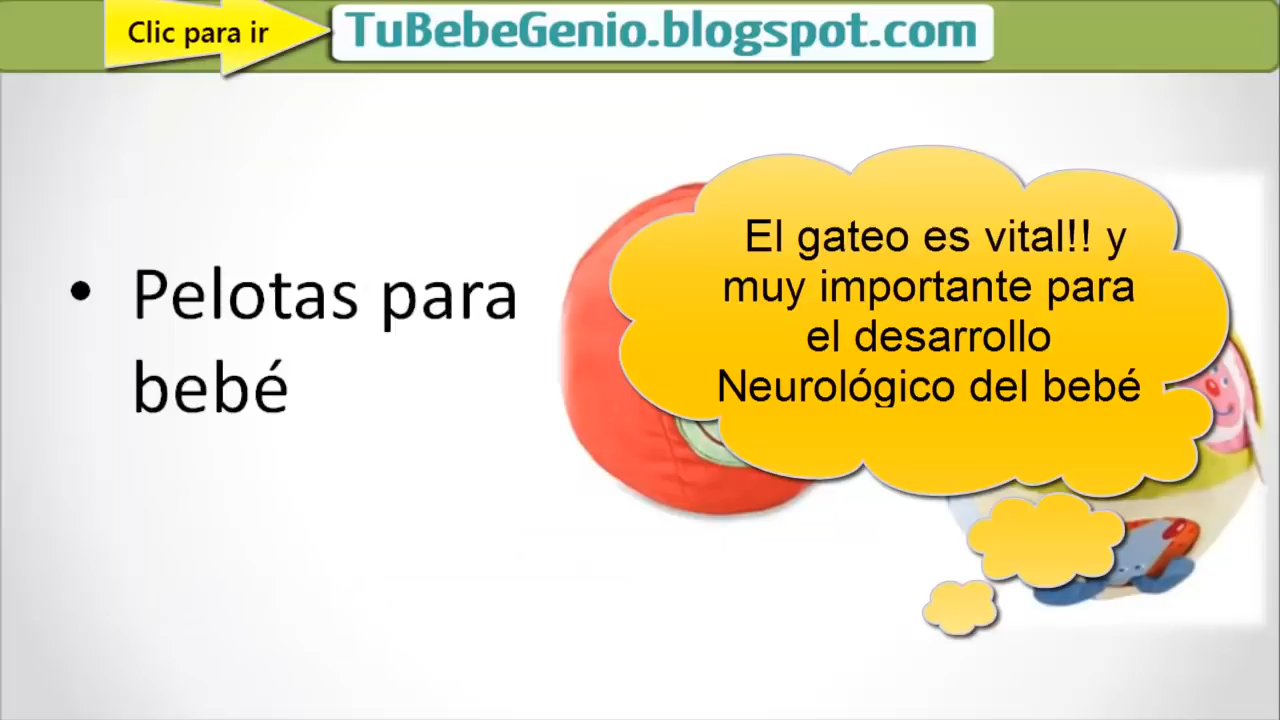 Clic para ir
TuBebeGenio.blogspot.com
• Pelotas para
bebé
El gateo es vital!! y
muy importante para
el desarrollo
Neurológico del bebé